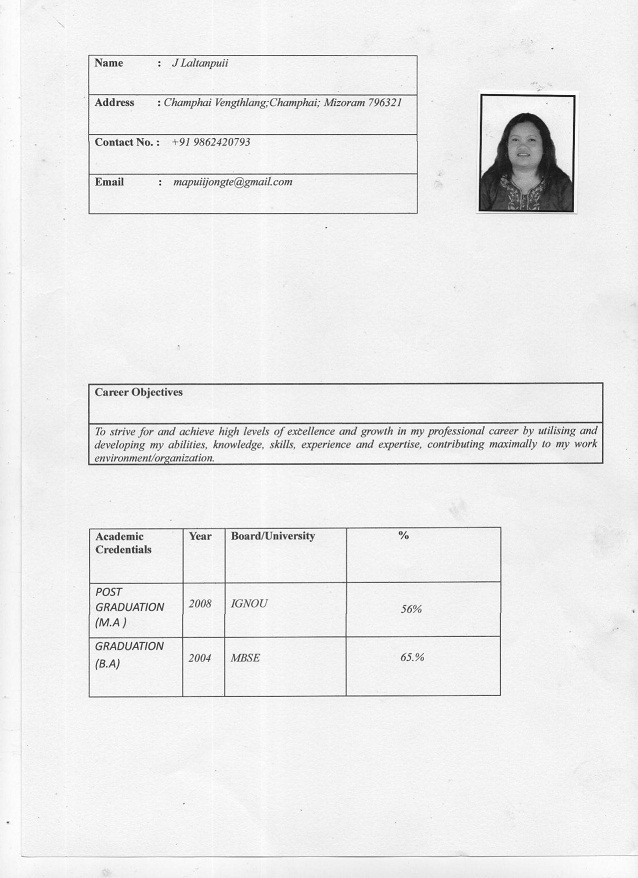 Name : J Laltanpuii
Address : Champhai Vengthlang;Champhai; Mizoram 796321
Contact No. : +91 9862420793
Email : mapuiijongte@gmail.com
Career Objectives
To strive for and achieve high levels of excellence and growth in my professional career by utilising and
developing my abilities, knowledge, skills, experience and expertise, contributing maximally to my work
environment/organization.
Academic Credentials Year Board/University %
POST GRADUATION (M.A ) 2008 IGNOU 56%
GRADUATION (B.A) 2004 MBSE 65.%